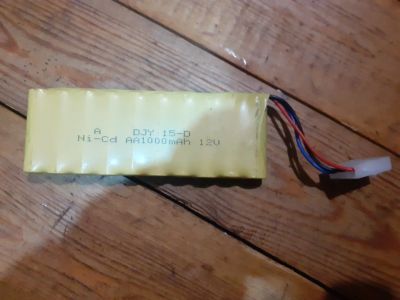 A DJY 15-D
Ni-Cd AA1000mAh 12V